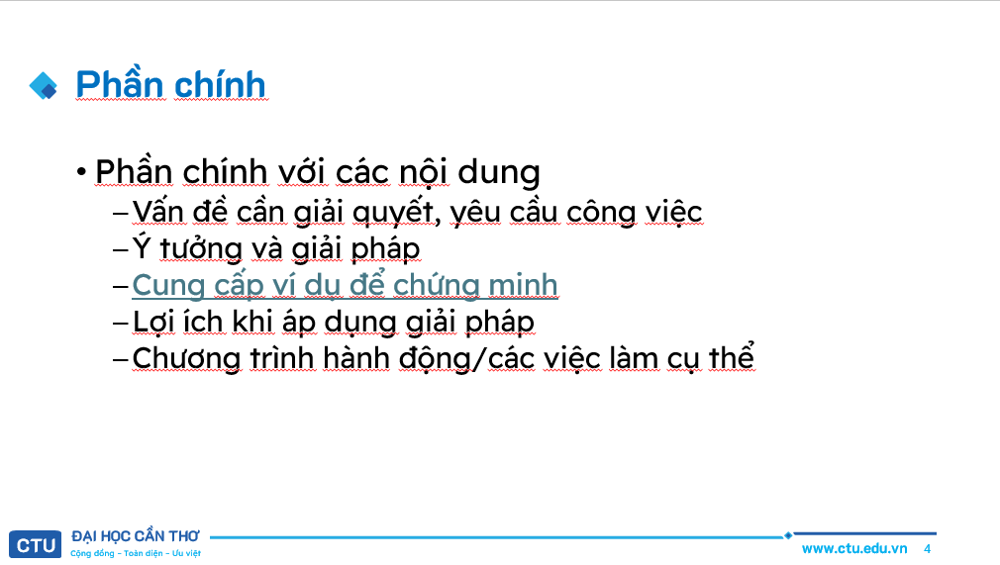 Phần chính
• Phần chính với các nội dung
–Vấn đề cần giải quyết, yêu cầu công việc
–Ý tưởng và giải pháp
–Cung cấp ví dụ để chứng minh
–Lợi ích khi áp dụng giải pháp
–Chương trình hành động/các việc làm cụ thể
CTU
ĐẠI HỌC CẦN THƠ
Cộng đồng – Toàn diện – Ưu việt
www.ctu.edu.vn
4